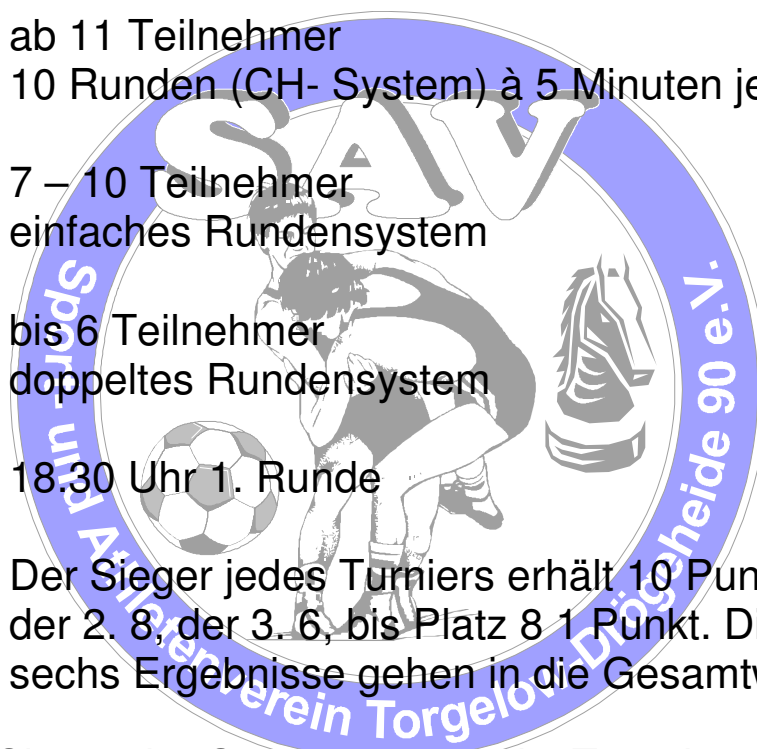 ab 11 Teilnehmer
10 Runden (CH- System) à 5 Minuten je
7 – 10 Teilnehmer
einfaches Rundensystem
bis 6 Teilnehmer
doppeltes Rundensystem
18.30 Uhr 1. Runde
Der Sieger jedes Turniers erhält 10 Pun
der 2. 8, der 3. 6, bis Platz 8 1 Punkt. Di
sechs Ergebnisse gehen in die Gesamtw
SAV
Sport- und Athletenverein Torgelow-Drögeheide 90 e.V.